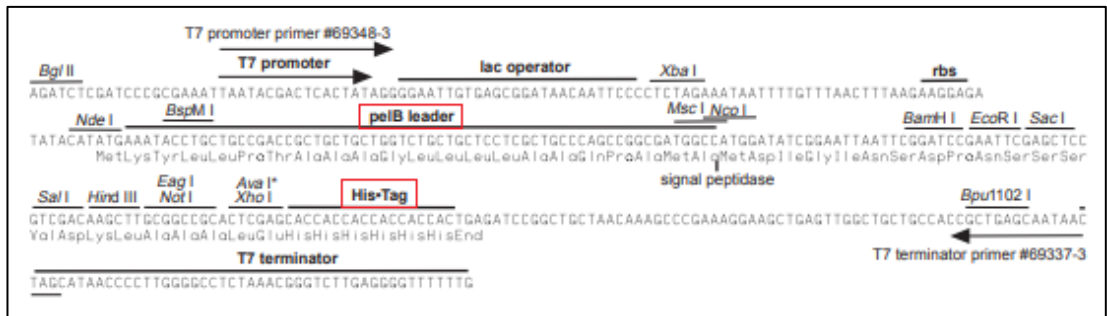 T7 promoter primer #69348-3
Bgl II T7 promoter lac operator Xba I rbs
AGATCTCGATCCCGCGAAATTAATACGACTCACTATAGGGGAATTGTGAGCGGATAACAATTCCCCTCTAGAAATAATTTTGTTTAACTTTAAGAAGGAGA
Nde I BspM I pelB leader Msc I Nco I BamH I EcoR I Sac I
TATACATATGAAATACCTGCTGCCGACCGCTGCTGCTGGTCTGCTGCTCCTCGCTGCCCAGCCGGCGATGGCCATGGATATCGGAATTAATTCGGATCCGAATTCGAGCTCC
MetLysTyrLeuLeuProThrAlaAlaAlaGlyLeuLeuLeuLeuAlaAlaGlnProAlaMetAlaMetAspIleGlyIleAsnSerAspProAsnSerSerSer
signal peptidase
Sal I Hind III Eag I Not I Ava I* Xho I His•Tag Bpu1102 I
GTCGACAAGCTTGCGGCCGCACTCGAGCACCACCACCACCACCACTGAGATCCGGCTGCTAACAAAGCCCGAAAGGAAGCTGAGTTGGCTGCTGCCACCGCTGAGCAATAAC
ValAspLysLeuAlaAlaAlaLeuGluHisHisHisHisHisHisEnd
T7 terminator T7 terminator primer #69337-3
TAGCATAACCCCTTGGGGCCTCTAAACGGGTCTTGAGGGGTTTTTTG